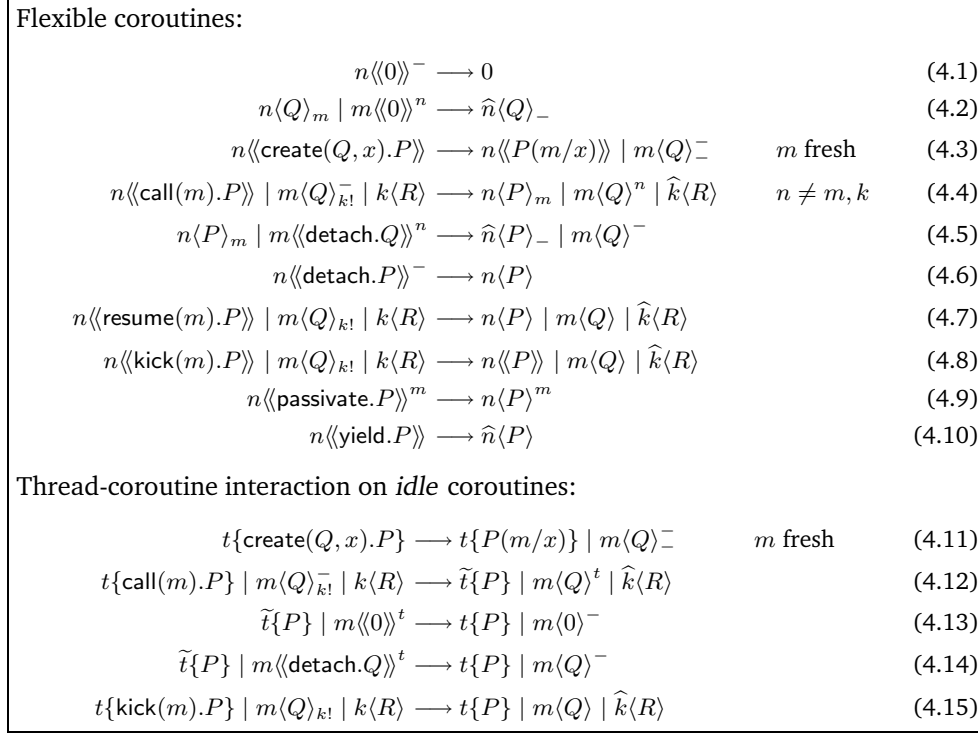 Flexible coroutines:
n⟪0⟫⁻ ⟶ 0 (4.1)
n⟨Q⟩ₘ | m⟪0⟫ⁿ ⟶ n̂⟨Q⟩₋ (4.2)
n⟪create(Q, x).P⟫ ⟶ n⟪P(m/x)⟫ | m⟨Q⟩₋⁻ m fresh (4.3)
n⟪call(m).P⟫ | m⟨Q⟩ₖ!⁻ | k⟨R⟩ ⟶ n⟨P⟩ₘ | m⟨Q⟩ⁿ | k̂⟨R⟩ n ≠ m, k (4.4)
n⟨P⟩ₘ | m⟪detach.Q⟫ⁿ ⟶ n̂⟨P⟩₋ | m⟨Q⟩⁻ (4.5)
n⟪detach.P⟫⁻ ⟶ n⟨P⟩ (4.6)
n⟪resume(m).P⟫ | m⟨Q⟩ₖ! | k⟨R⟩ ⟶ n⟨P⟩ | m⟨Q⟩ | k̂⟨R⟩ (4.7)
n⟪kick(m).P⟫ | m⟨Q⟩ₖ! | k⟨R⟩ ⟶ n⟪P⟫ | m⟨Q⟩ | k̂⟨R⟩ (4.8)
n⟪passivate.P⟫ᵐ ⟶ n⟨P⟩ᵐ (4.9)
n⟪yield.P⟫ ⟶ n̂⟨P⟩ (4.10)
Thread-coroutine interaction on idle coroutines:
t{create(Q, x).P} ⟶ t{P(m/x)} | m⟨Q⟩₋⁻ m fresh (4.11)
t{call(m).P} | m⟨Q⟩ₖ!⁻ | k⟨R⟩ ⟶ t̃{P} | m⟨Q⟩ᵗ | k̂⟨R⟩ (4.12)
t̃{P} | m⟪0⟫ᵗ ⟶ t{P} | m⟨0⟩⁻ (4.13)
t̃{P} | m⟪detach.Q⟫ᵗ ⟶ t{P} | m⟨Q⟩⁻ (4.14)
t{kick(m).P} | m⟨Q⟩ₖ! | k⟨R⟩ ⟶ t{P} | m⟨Q⟩ | k̂⟨R⟩ (4.15)